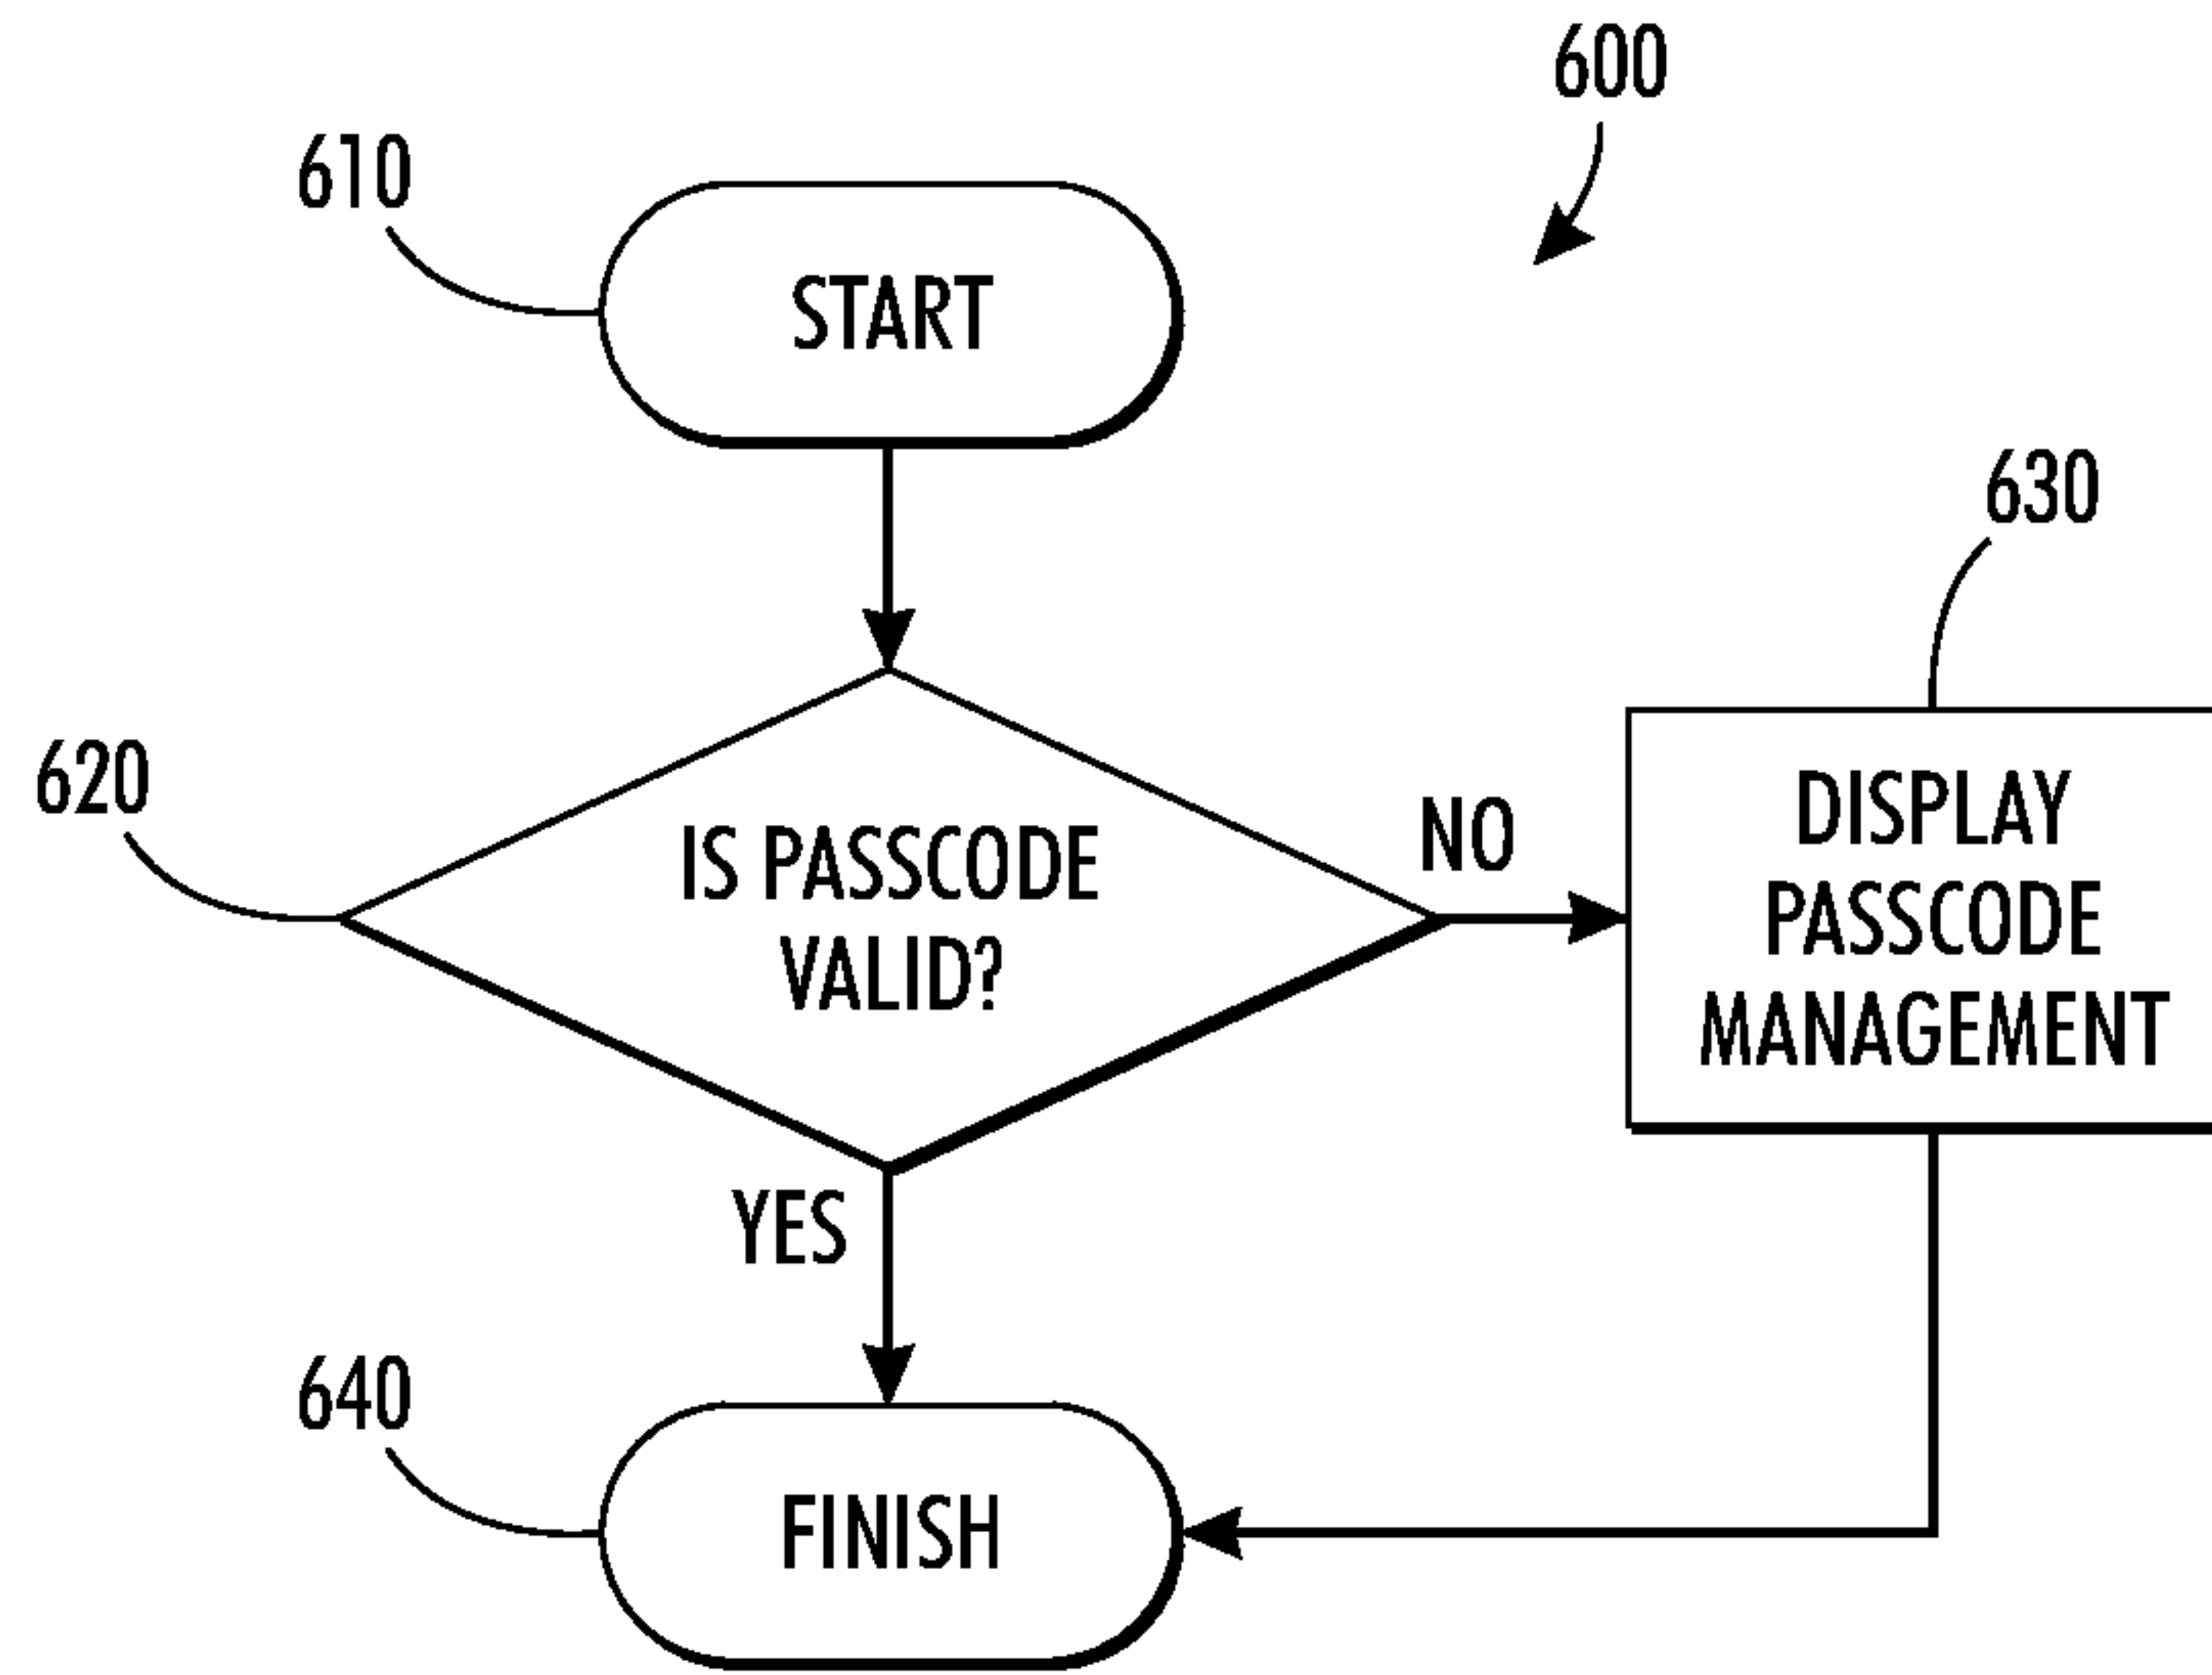 600
610
START
630
620
IS PASSCODE
VALID?
NO
DISPLAY
PASSCODE
MANAGEMENT
YES
640
FINISH